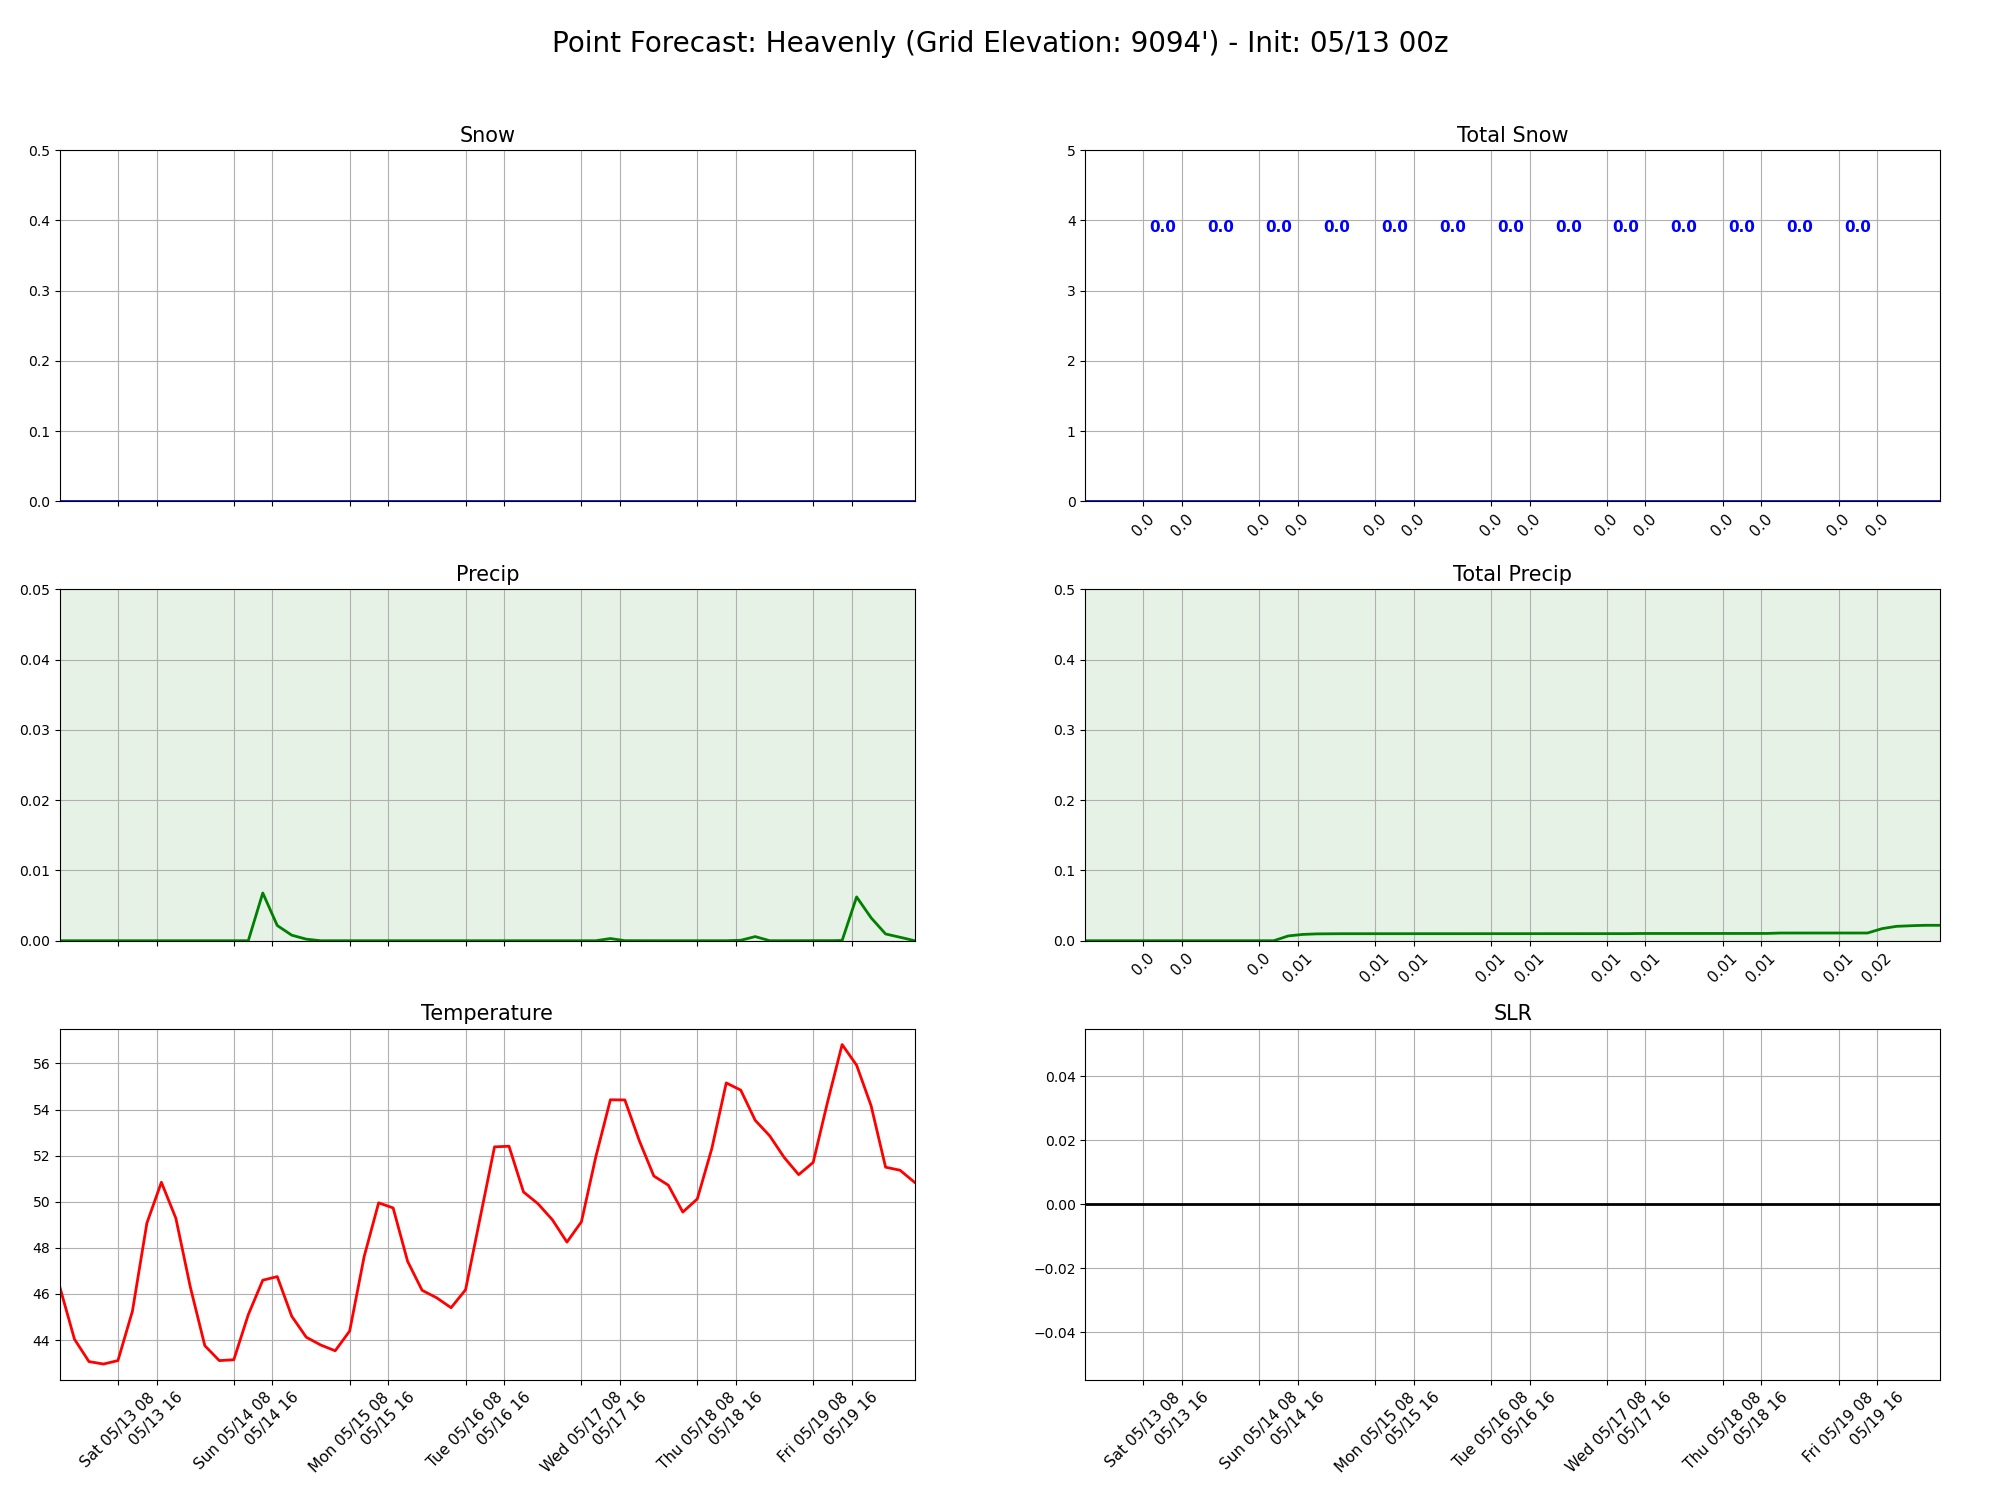 Point Forecast: Heavenly (Grid Elevation: 9094') - Init: 05/13 00z
Snow
0.5
0.4
0.3
0.2
0.1
0.0
Total Snow
5
4
3
2
1
0
0.0 0.0 0.0 0.0 0.0 0.0 0.0 0.0 0.0 0.0 0.0 0.0 0.0
0.0 0.0 0.0 0.0 0.0 0.0 0.0 0.0 0.0 0.0 0.0 0.0 0.0 0.0
Precip
0.05
0.04
0.03
0.02
0.01
0.00
Total Precip
0.5
0.4
0.3
0.2
0.1
0.0
0.0 0.0 0.0 0.01 0.01 0.01 0.01 0.01 0.01 0.01 0.01 0.01 0.01 0.02
Temperature
56
54
52
50
48
46
44
Sat 05/13 08
05/13 16
Sun 05/14 08
05/14 16
Mon 05/15 08
05/15 16
Tue 05/16 08
05/16 16
Wed 05/17 08
05/17 16
Thu 05/18 08
05/18 16
Fri 05/19 08
05/19 16
SLR
0.04
0.02
0.00
−0.02
−0.04
Sat 05/13 08
05/13 16
Sun 05/14 08
05/14 16
Mon 05/15 08
05/15 16
Tue 05/16 08
05/16 16
Wed 05/17 08
05/17 16
Thu 05/18 08
05/18 16
Fri 05/19 08
05/19 16